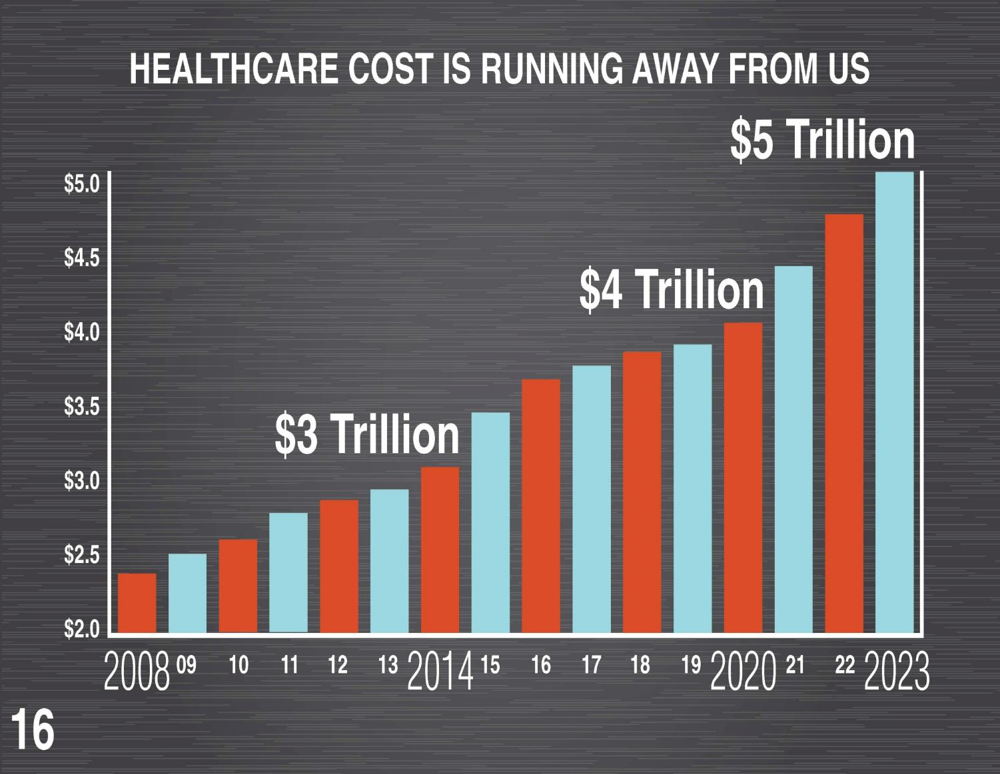 HEALTHCARE COST IS RUNNING AWAY FROM US
$5 Trillion
$5.0
$4.5
$4 Trillion
$4.0
$3.5
$3 Trillion
$3.0
$2.5
$2.0
2008 09 10 11 12 13 2014 15 16 17 18 19 2020 21 22 2023
16